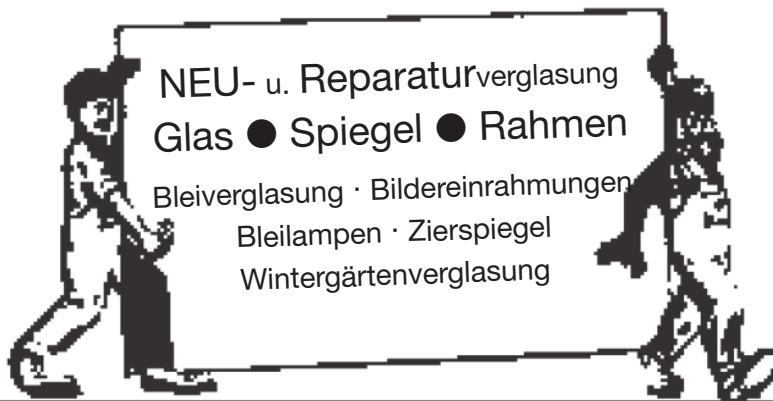 NEU- u. Reparaturverglasung
Glas ● Spiegel ● Rahmen
Bleiverglasung · Bildereinrahmungen
Bleilampen · Zierspiegel
Wintergärtenverglasung